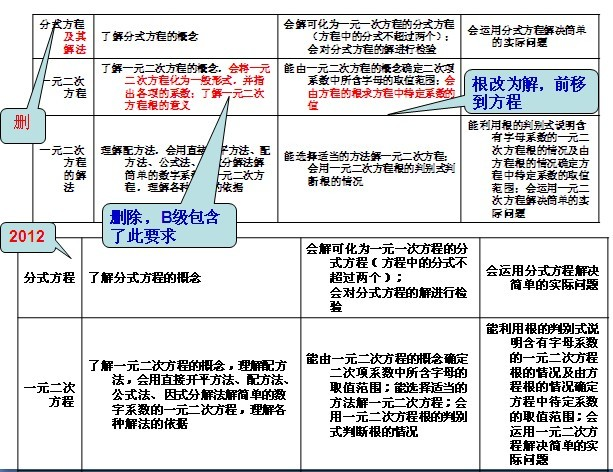 分式方程
及其
解法
了解分式方程的概念
会解可化为一元一次方程的分式方程
（方程中的分式不超过两个）；
会对分式方程的解进行检验
会运用分式方程解决简单
的实际问题
一元二次
方程
了解一元二次方程的概念，会将一元
二次方程化为一般形式，并指
出各项的系数；了解一元二次
方程根的意义
能由一元二次方程的概念确定二次项
系数中所含字母的取值范围；会
由方程的根求方程中待定系数的
值
根改为解，前移
到方程
删
一元二次
方程
的解
法
理解配方法，会用直接 平方法、配
方法、公式法、 分解法解
简单的数字系 元二次方
程，理解各种 的依据
能选择适当的方法解一元二次方程；
会用一元二次方程根的判别式判
断根的情况
能利用根的判别式说
明含有字母系
数的一元二次
方程根的情况及由
方程根的情况确定方
程中待定系数的取值
范围；会运用一元二
次方程解决简单的实
际问题
删除，B级包含
了此要求
2012
分式方程
了解分式方程的概念
会解可化为一元一次方程的分
式方程（方程中的分式不
超过两个）；
会对分式方程的解进行检
验
会运用分式方程解决
简单的实际问题
一元二次
方程
了解一元二次方程的概念，理解配方
法，会用直接开平方法、配方法、
公式法、因式分解法解简单的数
字系数的一元二次方程，理解各
种解法的依据
能由一元二次方程的概念确定
二次项系数中所含字母的
取值范围；能选择适当的
方法解一元二次方程；会
用一元二次方程根的判别
式判断根的情况
能利用根的判别式说
明含有字母系数
的一元二次方程
根的情况及由方
程根的情况确定
方程中待定系数
的取值范围；会
运用一元二次方
程解决简单的实
际问题